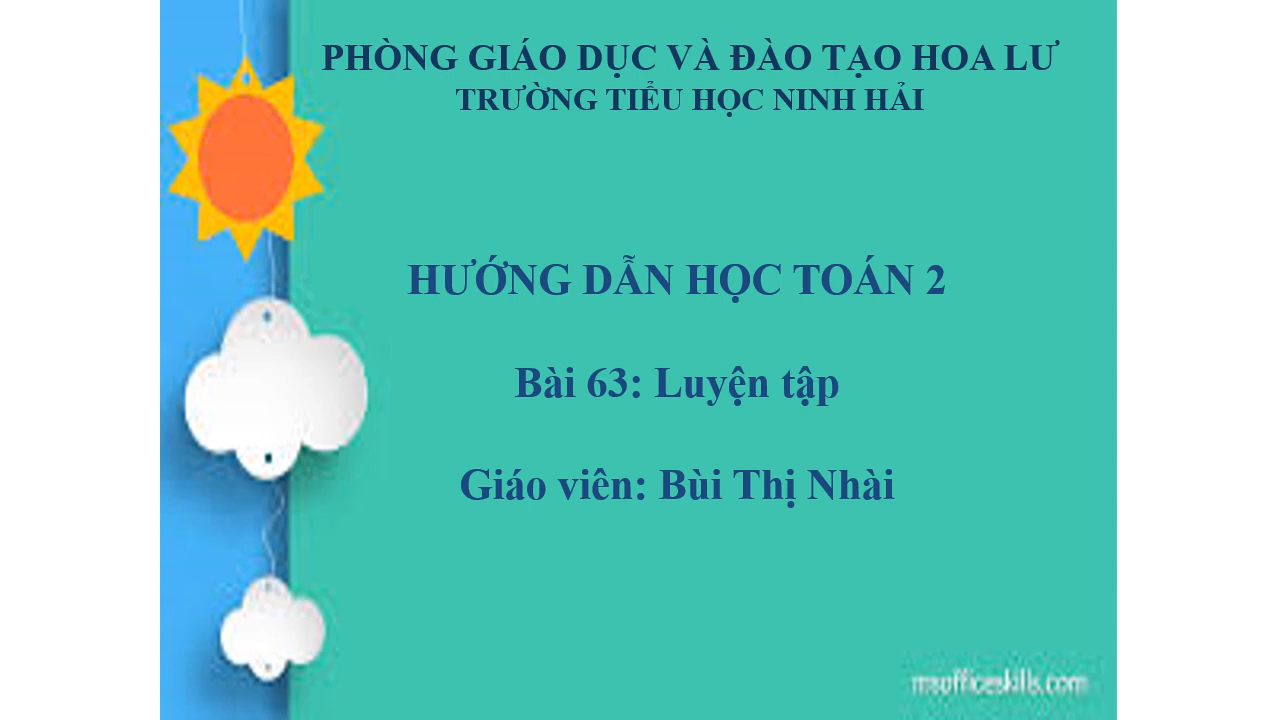 PHÒNG GIÁO DỤC VÀ ĐÀO TẠO HOA LƯ
TRƯỜNG TIỂU HỌC NINH HẢI
HƯỚNG DẪN HỌC TOÁN 2
Bài 63: Luyện tập
Giáo viên: Bùi Thị Nhài
msofficeskills.com